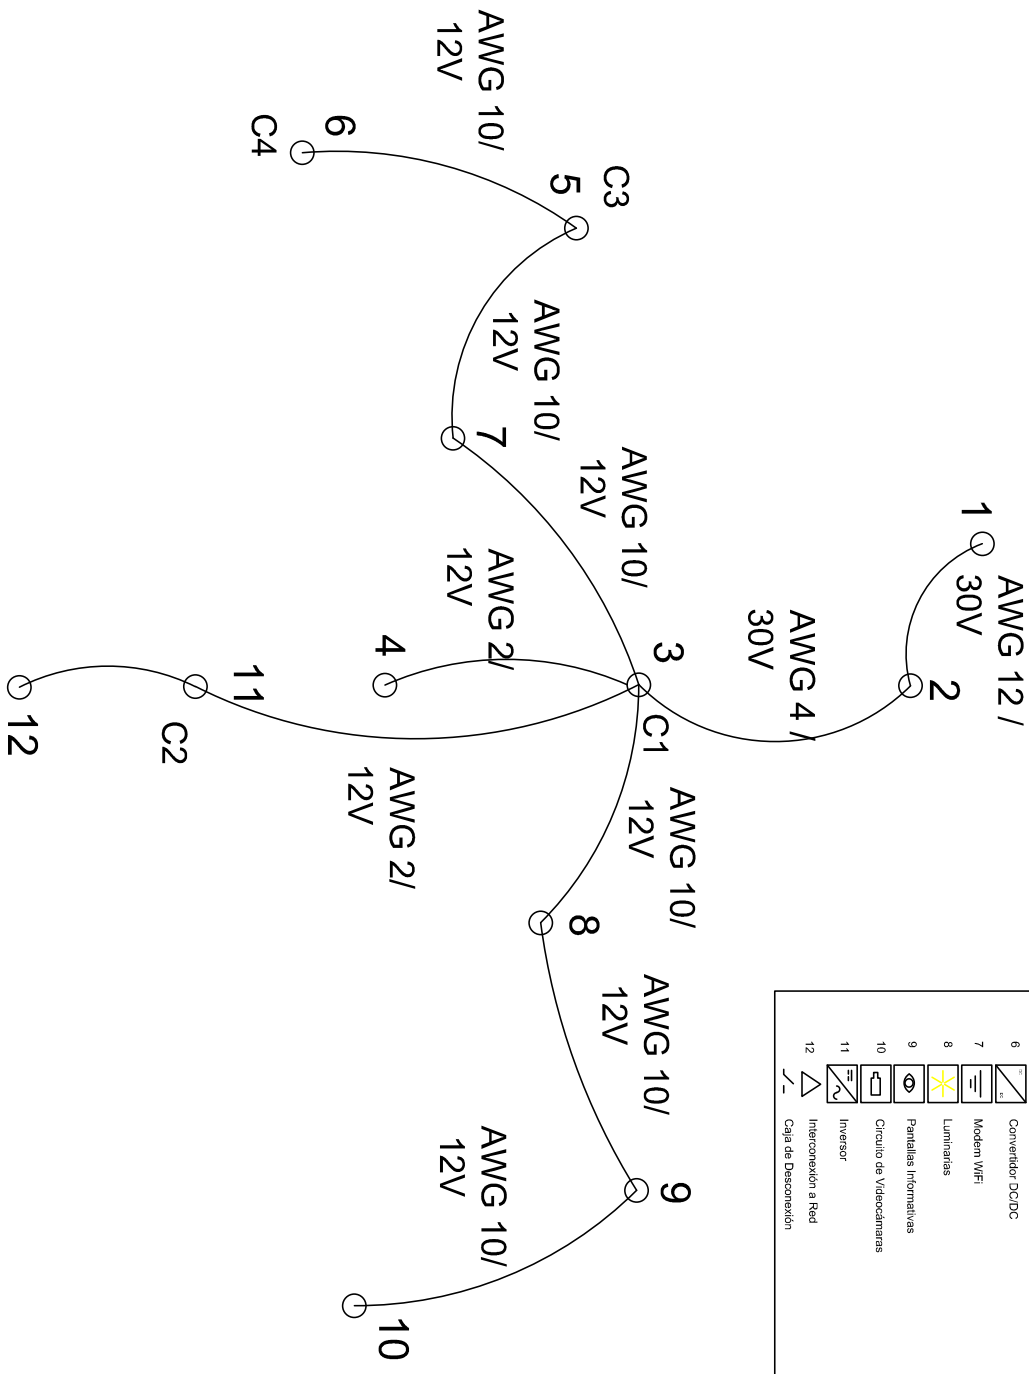 AWG 12 /
30V
1
2
AWG 4 /
30V
3
C1
AWG 10/
12V
7
AWG 10/
12V
5
C3
AWG 10/
12V
6
C4
AWG 2/
12V
4
AWG 2/
12V
11
C2
12
AWG 10/
12V
8
AWG 10/
12V
9
AWG 10/
12V
10
6 Convertidor DC/DC
7 Modem WiFi
8 Luminarias
9 Pantallas Informativas
10 Circuito de Videocámaras
11 Inversor
12 Interconexión a Red
Caja de Desconexión